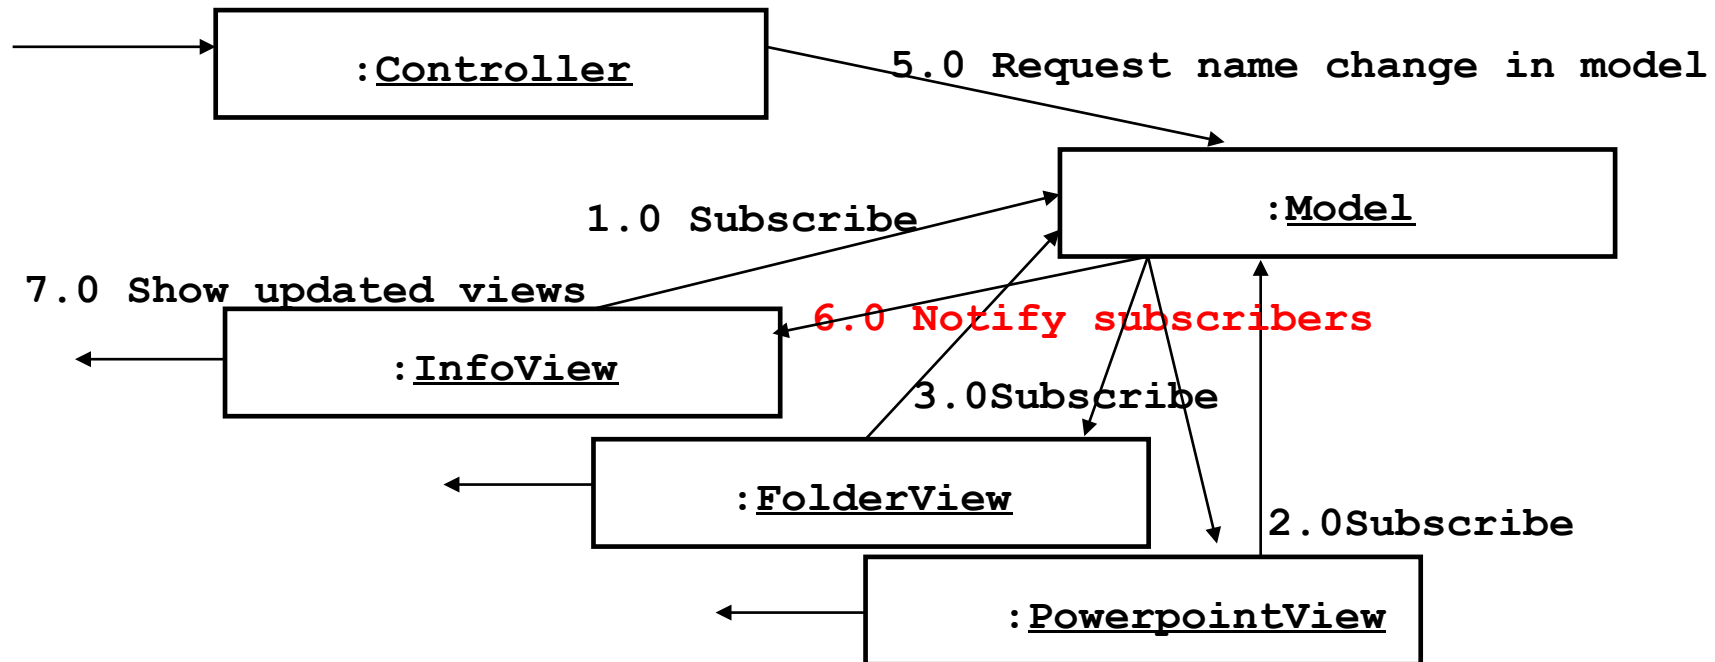 :Controller
5.0 Request name change in model
:Model
1.0 Subscribe
7.0 Show updated views
6.0 Notify subscribers
:InfoView
3.0Subscribe
:FolderView
2.0Subscribe
:PowerpointView